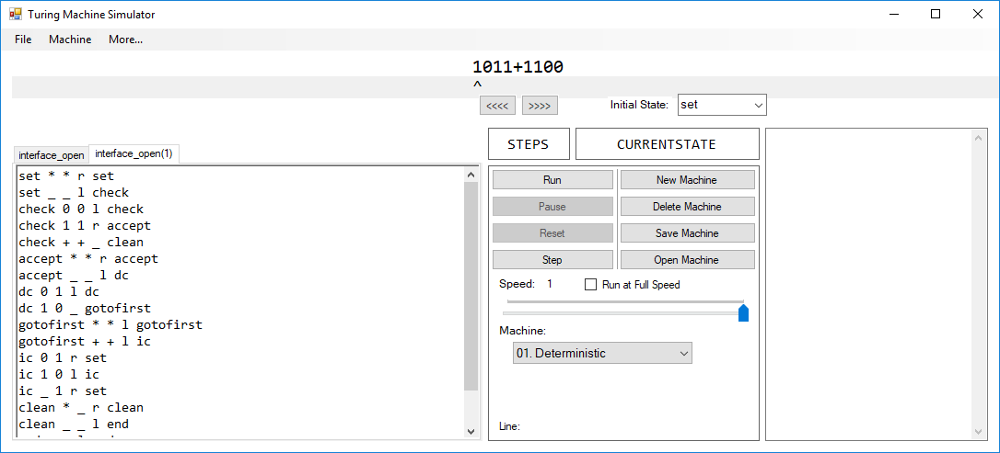 Turing Machine Simulator
File Machine More...
1011+1100
^
<<<< >>>> Initial State: set
interface_open interface_open(1)
STEPS CURRENTSTATE
set * * r set
set _ _ l check
check 0 0 l check
check 1 1 r accept
check + + _ clean
accept * * r accept
accept _ _ l dc
dc 0 1 l dc
dc 1 0 _ gotofirst
gotofirst * * l gotofirst
gotofirst + + l ic
ic 0 1 r set
ic 1 0 l ic
ic _ 1 r set
clean * _ r clean
clean _ _ l end
Run New Machine
Pause Delete Machine
Reset Save Machine
Step Open Machine
Speed: 1 Run at Full Speed
Machine:
01. Deterministic
Line: